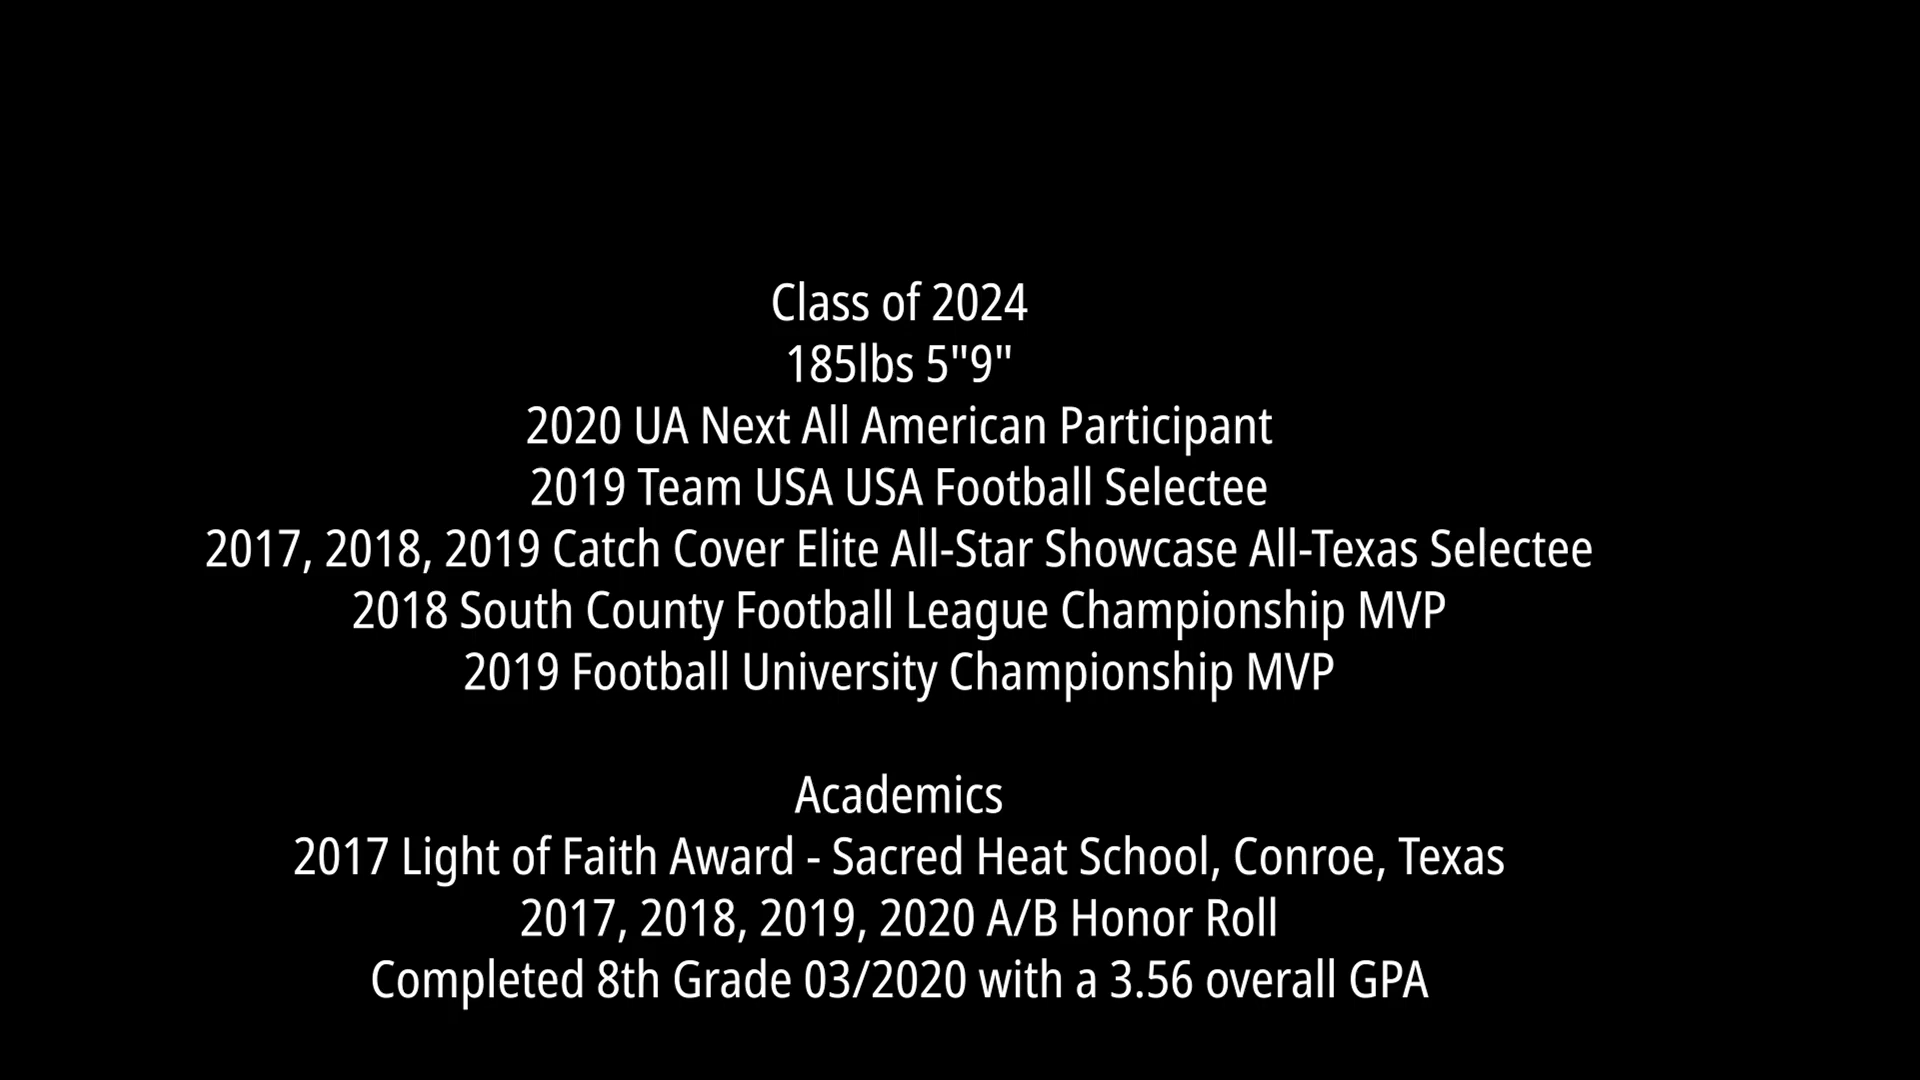 Class of 2024
185lbs 5"9"
2020 UA Next All American Participant
2019 Team USA USA Football Selectee
2017, 2018, 2019 Catch Cover Elite All-Star Showcase All-Texas Selectee
2018 South County Football League Championship MVP
2019 Football University Championship MVP
Academics
2017 Light of Faith Award - Sacred Heat School, Conroe, Texas
2017, 2018, 2019, 2020 A/B Honor Roll
Completed 8th Grade 03/2020 with a 3.56 overall GPA